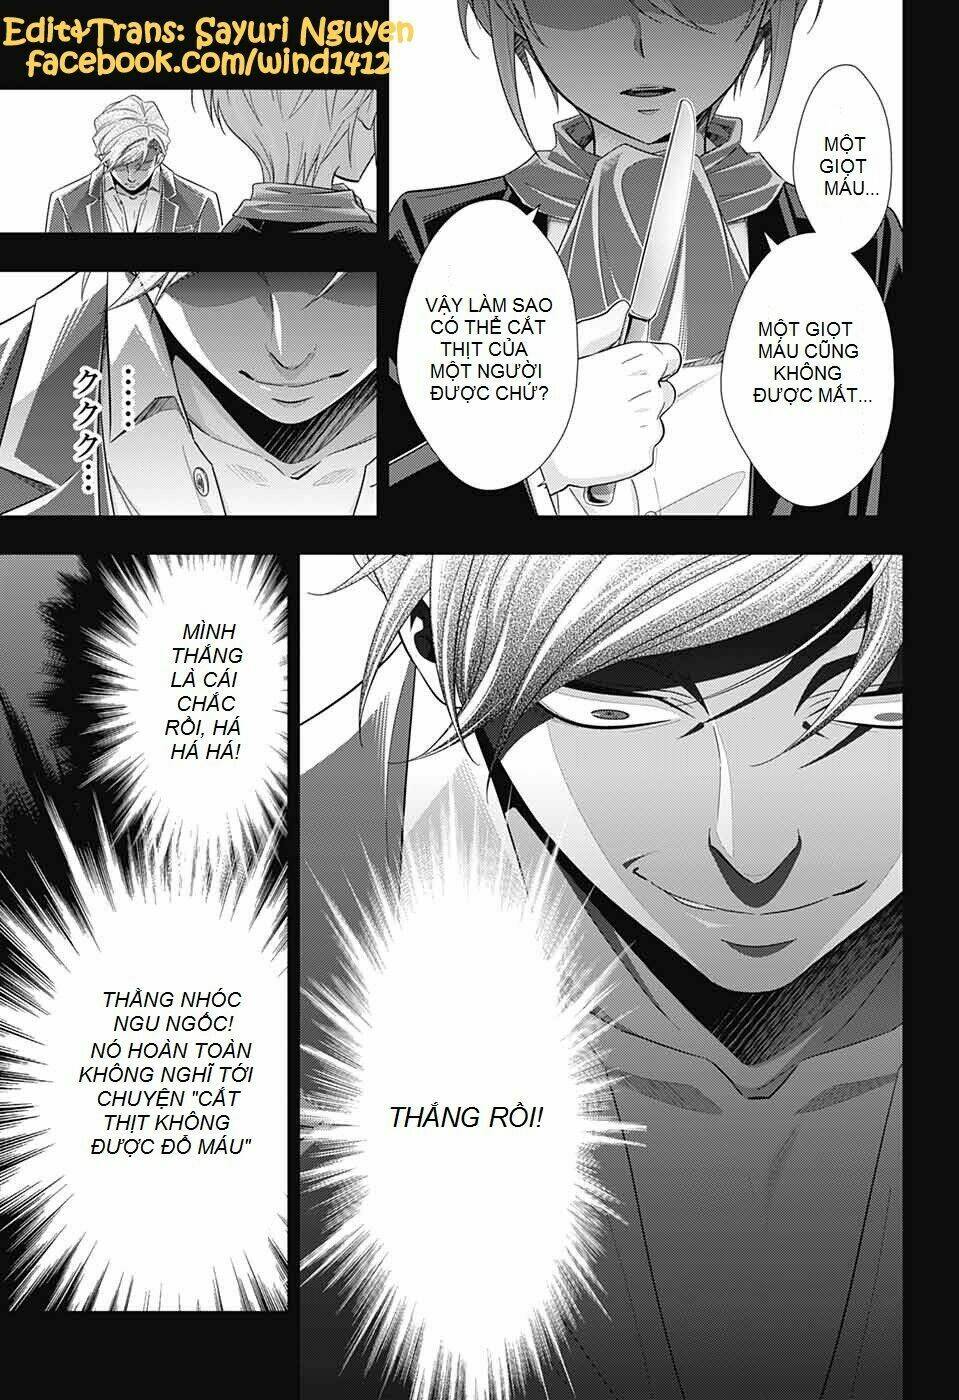 Edit&Trans: Sayuri Nguyen
facebook.com/wind1412
MỘT
GIỌT
MÁU...
MỘT GIỌT
MÁU CŨNG
KHÔNG
ĐƯỢC MẤT...
VẬY LÀM SAO
CÓ THỂ CẮT
THỊT CỦA
MỘT NGƯỜI
ĐƯỢC CHỨ?
……
ククク…
THẮNG RỒI!
MÌNH
THẮNG
LÀ CÁI
CHẮC
RỒI, HÁ
HÁ HÁ!
THẰNG NHÓC
NGU NGỐC!
NÓ HOÀN TOÀN
KHÔNG NGHĨ TỚI
CHUYỆN "CẮT
THỊT KHÔNG
ĐƯỢC ĐỔ MÁU"